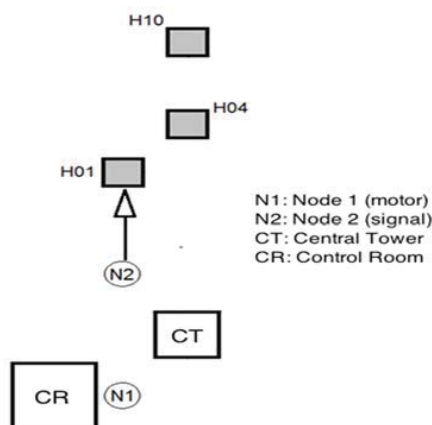 H10
H04
H01
N1: Node 1 (motor)
N2: Node 2 (signal)
CT: Central Tower
CR: Control Room
N2
CT
CR
N1